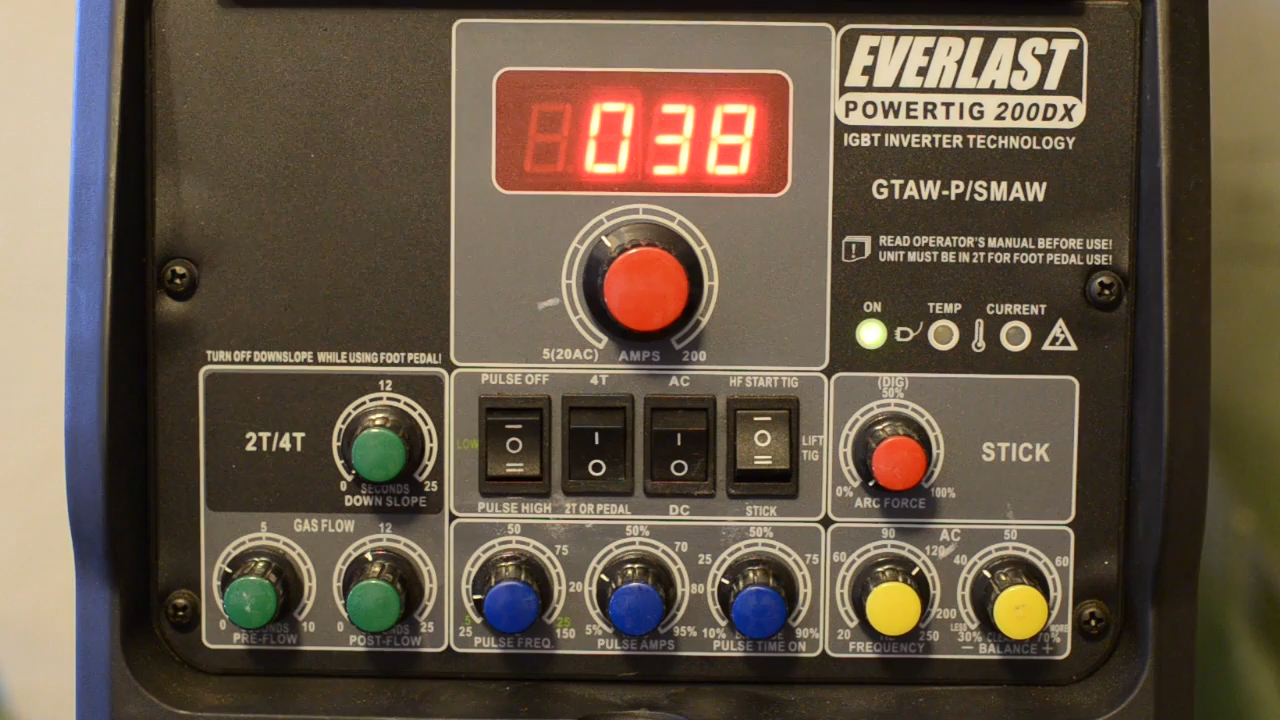 038
5(20AC) AMPS 200
EVERLAST
POWERTIG 200DX
IGBT INVERTER TECHNOLOGY
GTAW-P/SMAW
READ OPERATOR'S MANUAL BEFORE USE!
UNIT MUST BE IN 2T FOR FOOT PEDAL USE!
ON TEMP CURRENT
TURN OFF DOWNSLOPE WHILE USING FOOT PEDAL!
2T/4T
12
0 SECONDS 25
DOWN SLOPE
GAS FLOW
5
0 10
PRE-FLOW
12
0 25
POST-FLOW
PULSE OFF 4T AC HF START TIG
LOW
LIFT
TIG
PULSE HIGH 2T OR PEDAL DC STICK
50
75
5 25
25 150
PULSE FREQ.
50%
20 70
80
5% 95%
PULSE AMPS
50%
25 75
10% 90%
PULSE TIME ON
(DIG)
50%
0% 100%
ARC FORCE
STICK
AC
90
60 120
200
20 250
FREQUENCY
50
40 60
LESS MORE
30% 70%
- BALANCE +